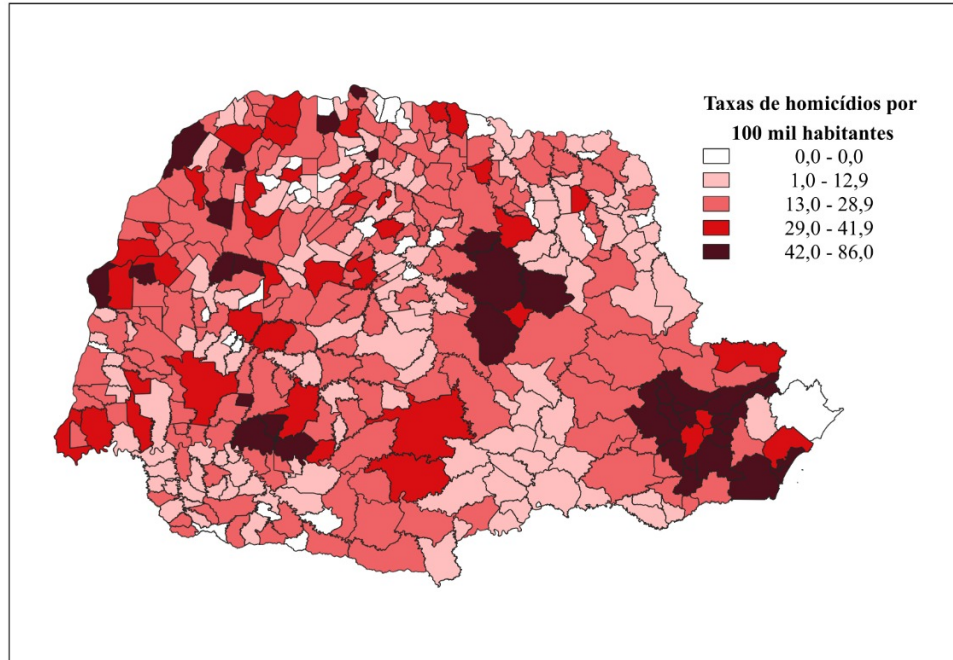 Taxas de homicídios por
100 mil habitantes
0,0 - 0,0
1,0 - 12,9
13,0 - 28,9
29,0 - 41,9
42,0 - 86,0